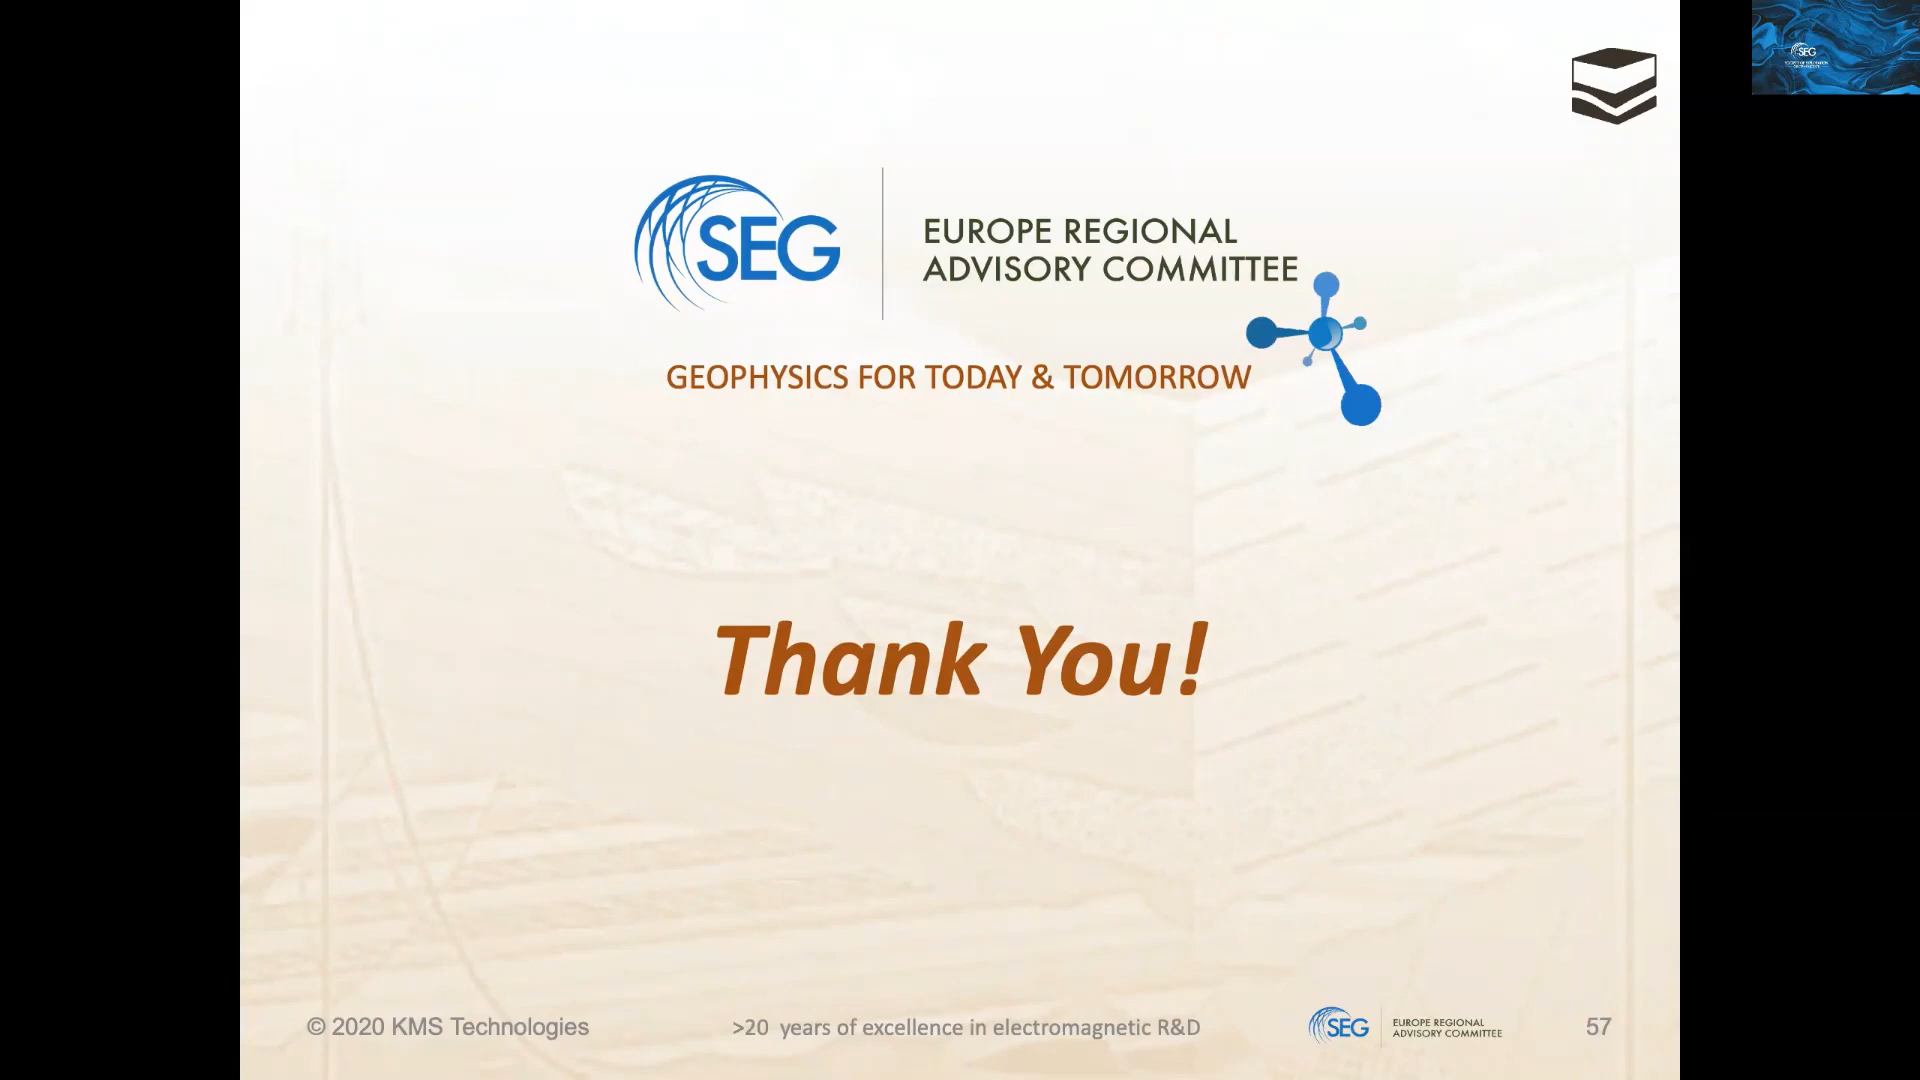 SEG
SEG
EUROPE REGIONAL
ADVISORY COMMITTEE
GEOPHYSICS FOR TODAY & TOMORROW
Thank You!
© 2020 KMS Technologies
>20 years of excellence in electromagnetic R&D
SEG
EUROPE REGIONAL
ADVISORY COMMITTEE
57